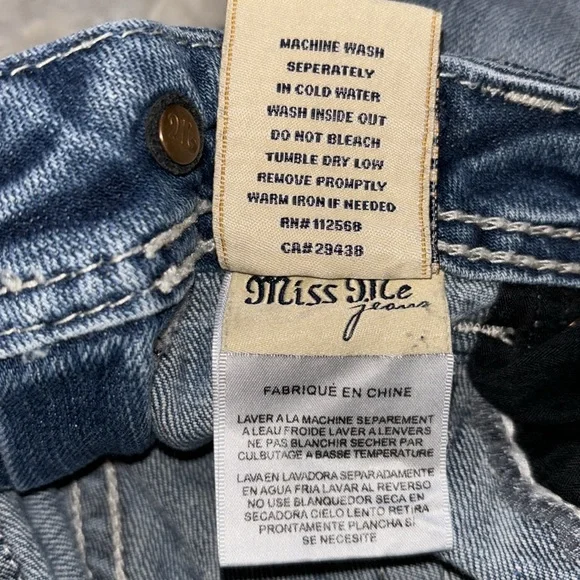 MACHINE WASH
SEPERATELY
IN COLD WATER
WASH INSIDE OUT
DO NOT BLEACH
TUMBLE DRY LOW
REMOVE PROMPTLY
WARM IRON IF NEEDED
RN# 112568
CA# 29438
Miss Me
jeans
FABRIQUÉ EN CHINE
LAVER A LA MACHINE SEPAREMENT
A LEAU FROIDE LAVER A LENVERS
NE PAS BLANCHIR SECHER PAR
CULBUTAGE A BASSE TEMPERATURE
LAVA EN LAVADORA SEPARADAMENTE
EN AGUA FRIA LAVAR AL REVERSO
NO USE BLANQUEDOR SECA EN
SECADORA CIELO LENTO RETIRA
PRONTAMENTE PLANCHA SI
SE NECESITE